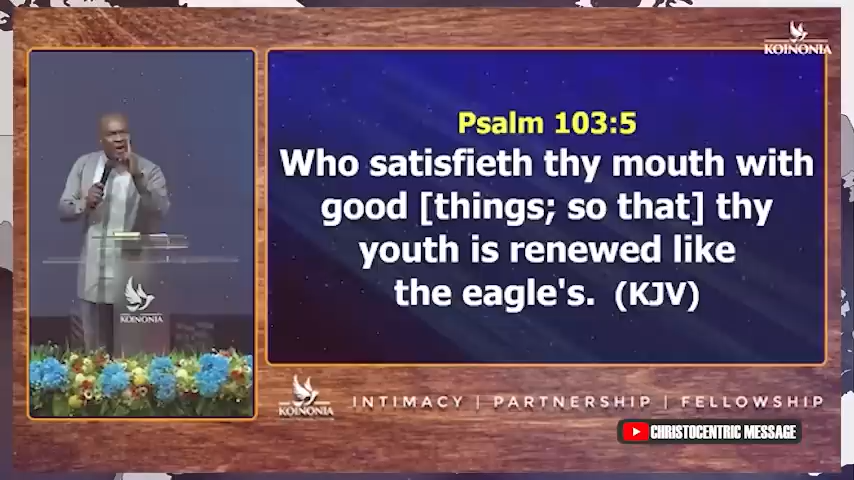 KOINONIA
Psalm 103:5
Who satisfieth thy mouth with
good [things; so that] thy
youth is renewed like
the eagle's. (KJV)
KOINONIA
KOINONIA
INTIMACY | PARTNERSHIP | FELLOWSHIP
CHRISTOCENTRIC MESSAGE